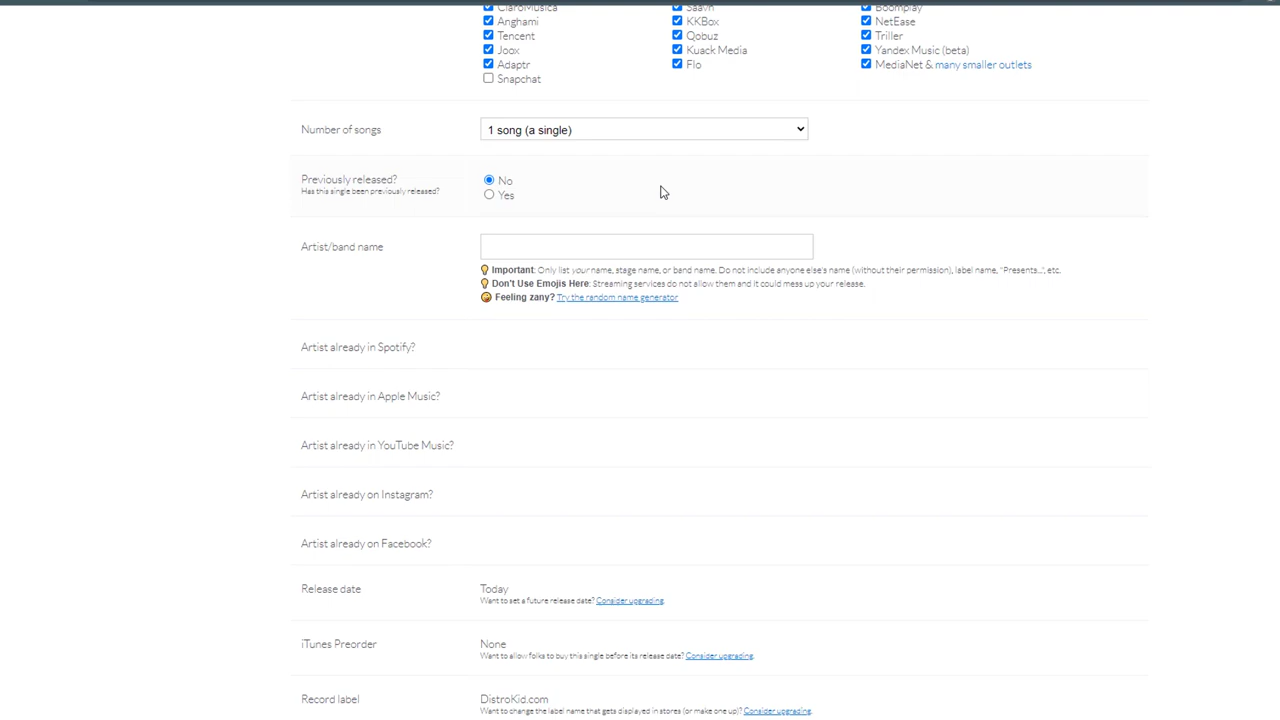 ClaroMusica Saavn Boomplay
Anghami KKBox NetEase
Tencent Qobuz Triller
Joox Kuack Media Yandex Music (beta)
Adaptr Flo MediaNet & many smaller outlets
Snapchat
Number of songs 1 song (a single)
Previously released? No
Has this single been previously released?
Yes
Artist/band name
Important: Only list your name, stage name, or band name. Do not include anyone else's name (without their permission), label name, "Presents...", etc.
Don't Use Emojis Here: Streaming services do not allow them and it could mess up your release.
Feeling zany? Try the random name generator
Artist already in Spotify?
Artist already in Apple Music?
Artist already in YouTube Music?
Artist already on Instagram?
Artist already on Facebook?
Release date Today
Want to set a future release date? Consider upgrading.
iTunes Preorder None
Want to allow folks to buy this single before its release date? Consider upgrading.
Record label DistroKid.com
Want to change the label name that gets displayed in stores (or make one up)? Consider upgrading.